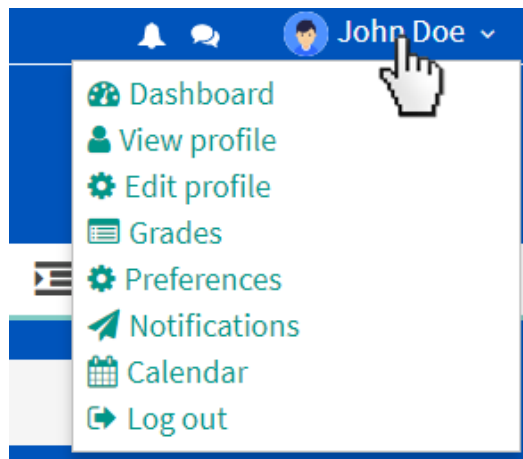 John Doe
Dashboard
View profile
Edit profile
Grades
Preferences
Notifications
Calendar
Log out